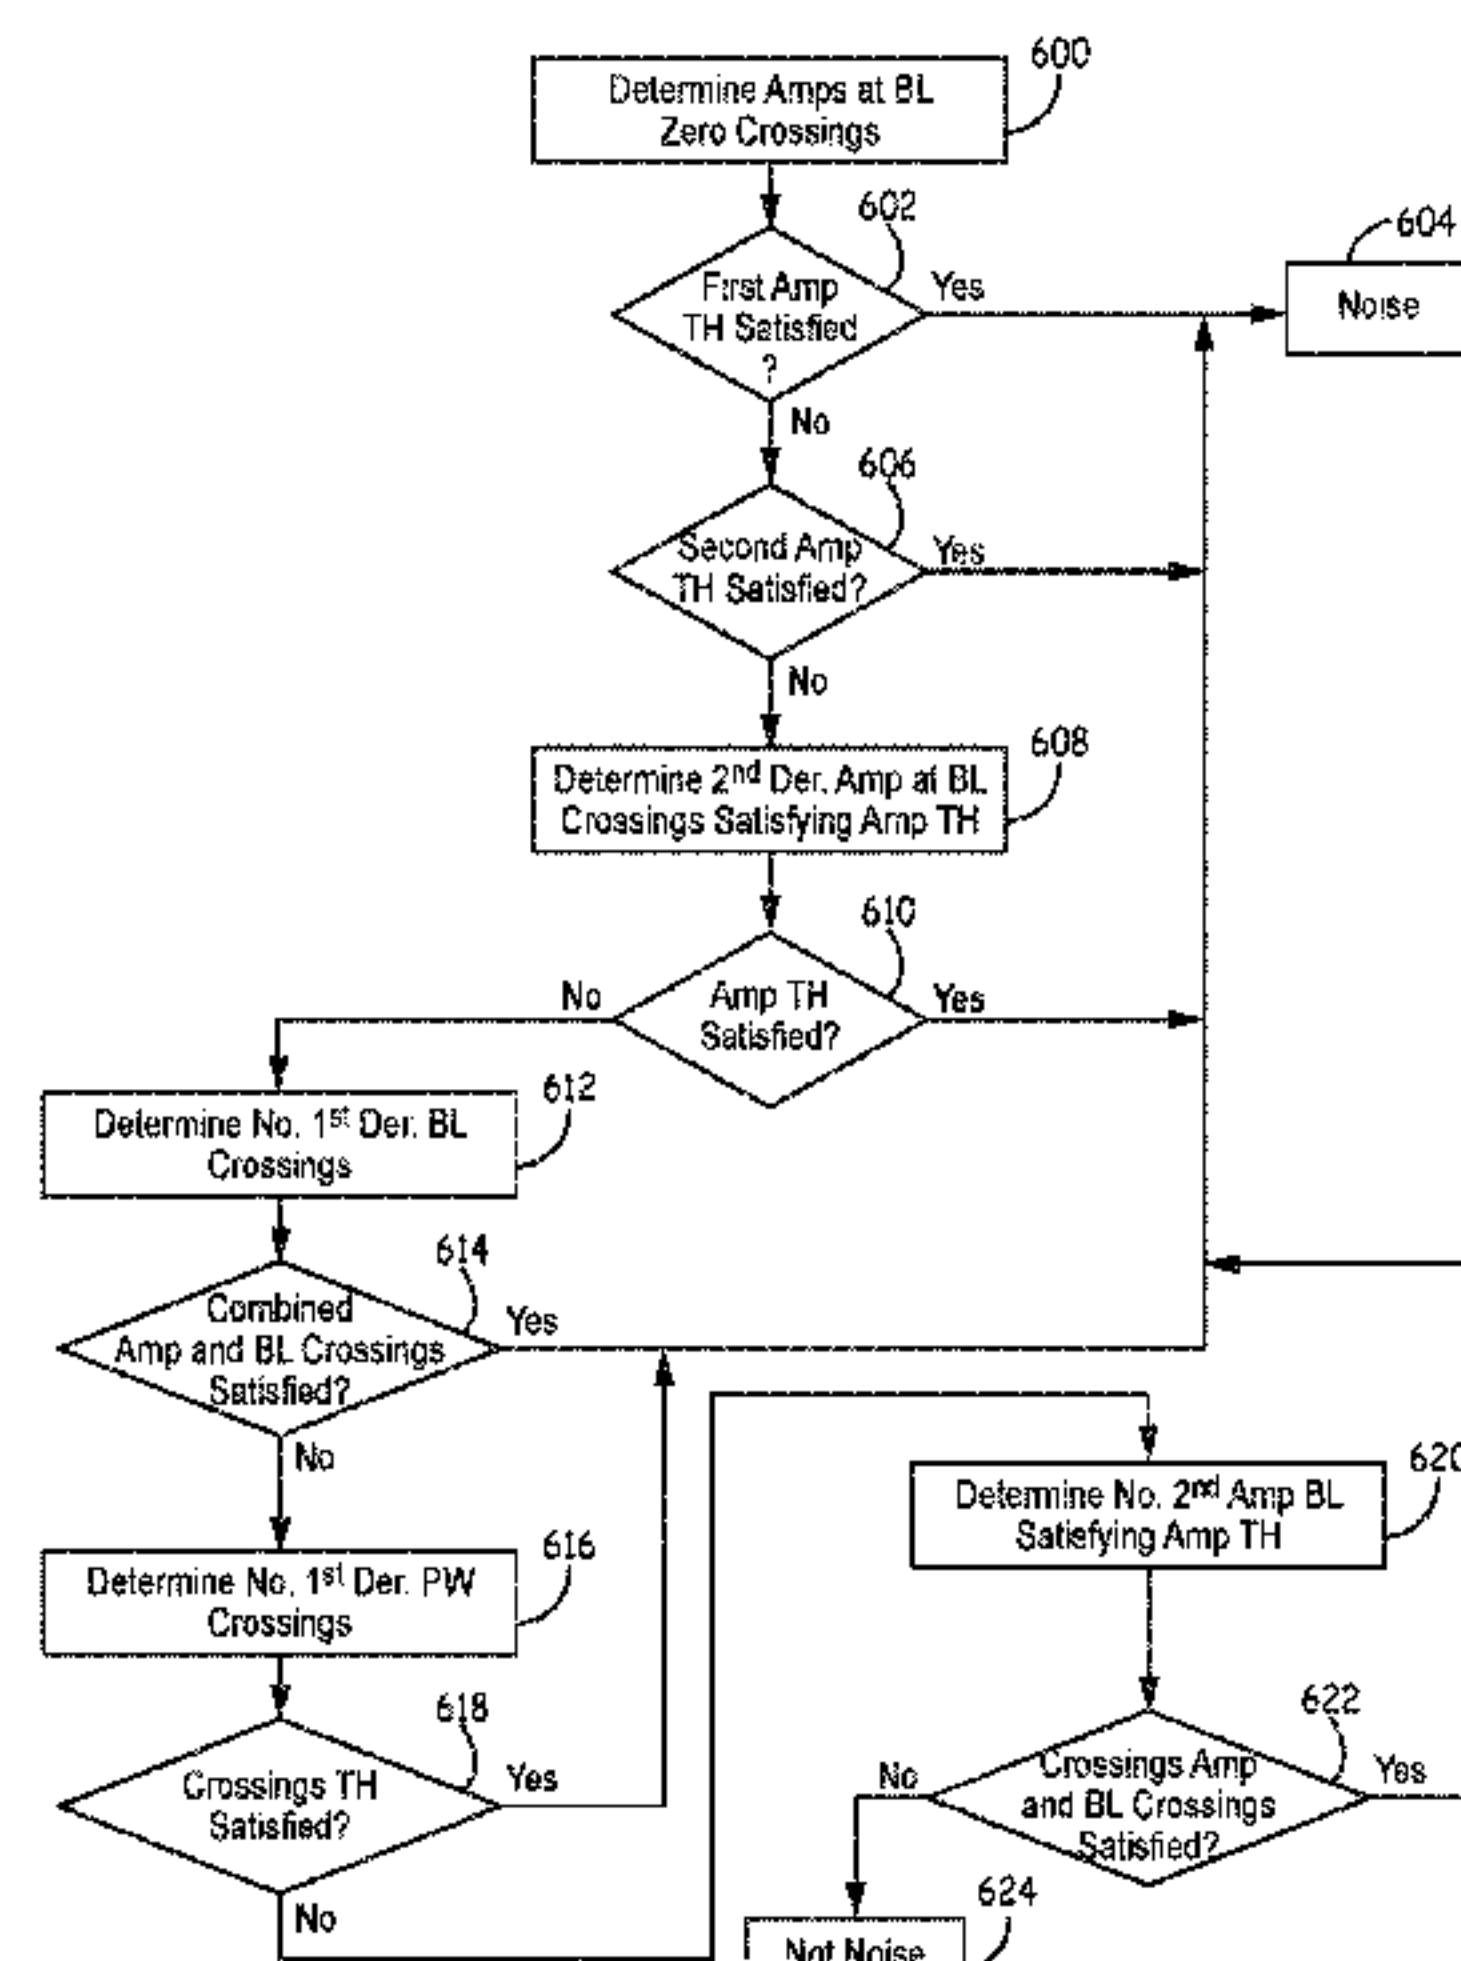 600
Determine Amps at BL
Zero Crossings
602
604
First Amp
TH Satisfied
?
Yes
Noise
No
606
Second Amp
TH Satisfied?
Yes
No
608
Determine 2nd Der. Amp at BL
Crossings Satisfying Amp TH
610
No
Amp TH
Satisfied?
Yes
612
Determine No. 1st Der. BL
Crossings
614
Combined
Amp and BL Crossings
Satisfied?
Yes
No
620
Determine No. 2nd Amp BL
Satisfying Amp TH
616
Determine No. 1st Der. PW
Crossings
618
Crossings TH
Satisfied?
Yes
No
622
No
Crossings Amp
and BL Crossings
Satisfied?
Yes
624
Not Noise